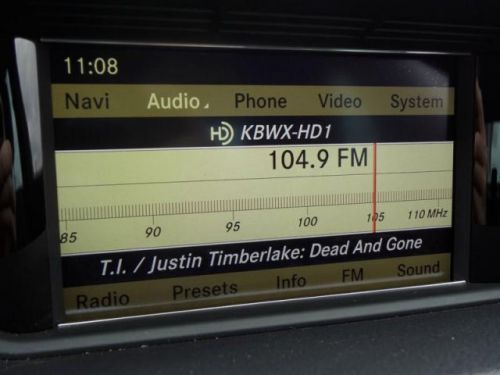 11:08
Navi Audio Phone Video System
HD KBWX-HD1
104.9 FM
85 90 95 100 105 110 MHz
T.I. / Justin Timberlake: Dead And Gone
Radio Presets Info FM Sound